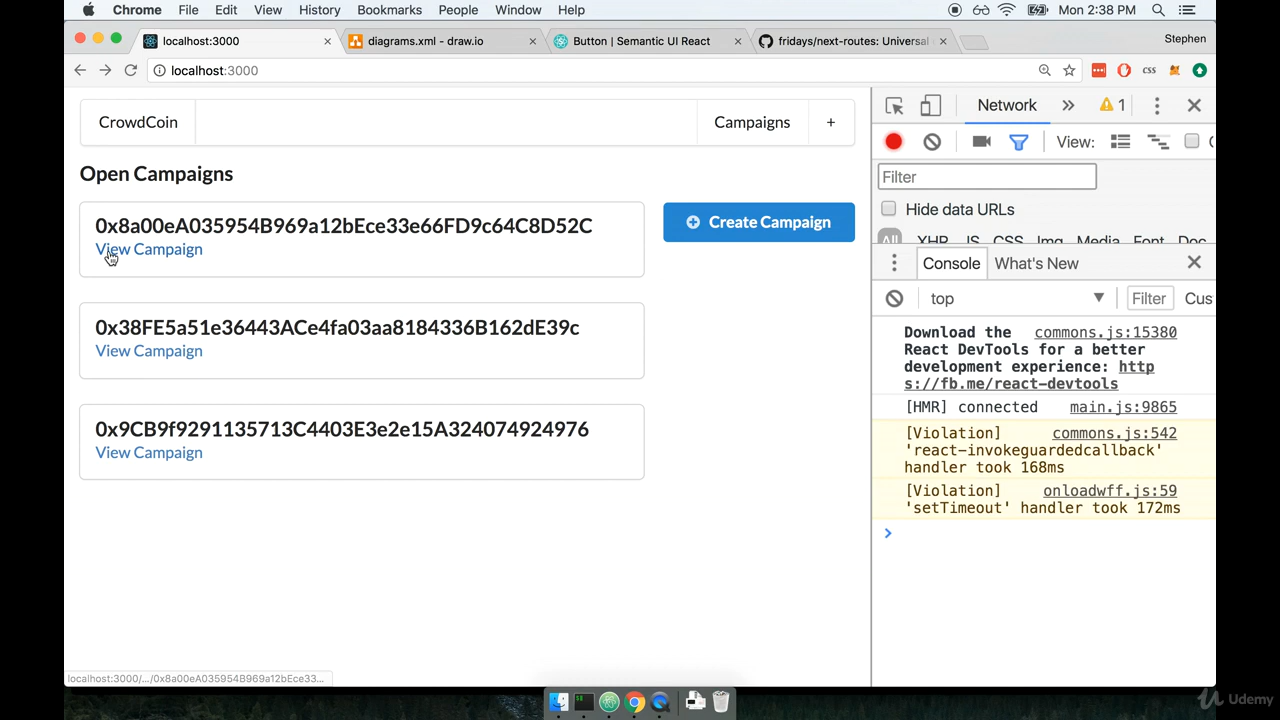 Chrome File Edit View History Bookmarks People Window Help Mon 2:38 PM
localhost:3000 diagrams.xml - draw.io Button | Semantic UI React fridays/next-routes: Universal Stephen
localhost:3000 CSS
CrowdCoin Campaigns +
Open Campaigns
0x8a00eA035954B969a12bEce33e66FD9c64C8D52C
View Campaign
Create Campaign
0x38FE5a51e36443ACe4fa03aa8184336B162dE39c
View Campaign
0x9CB9f9291135713C4403E3e2e15A324074924976
View Campaign
Network » 1
View:
Filter
Hide data URLs
All XHR JS CSS Img Media Font Doc
Console What's New
top Filter Cus
Download the commons.js:15380
React DevTools for a better
development experience: http
s://fb.me/react-devtools
[HMR] connected main.js:9865
[Violation] commons.js:542
'react-invokeguardedcallback'
handler took 168ms
[Violation] onloadwff.js:59
'setTimeout' handler took 172ms
localhost:3000/.../0x8a00eA035954B969a12bEce33...
Udemy